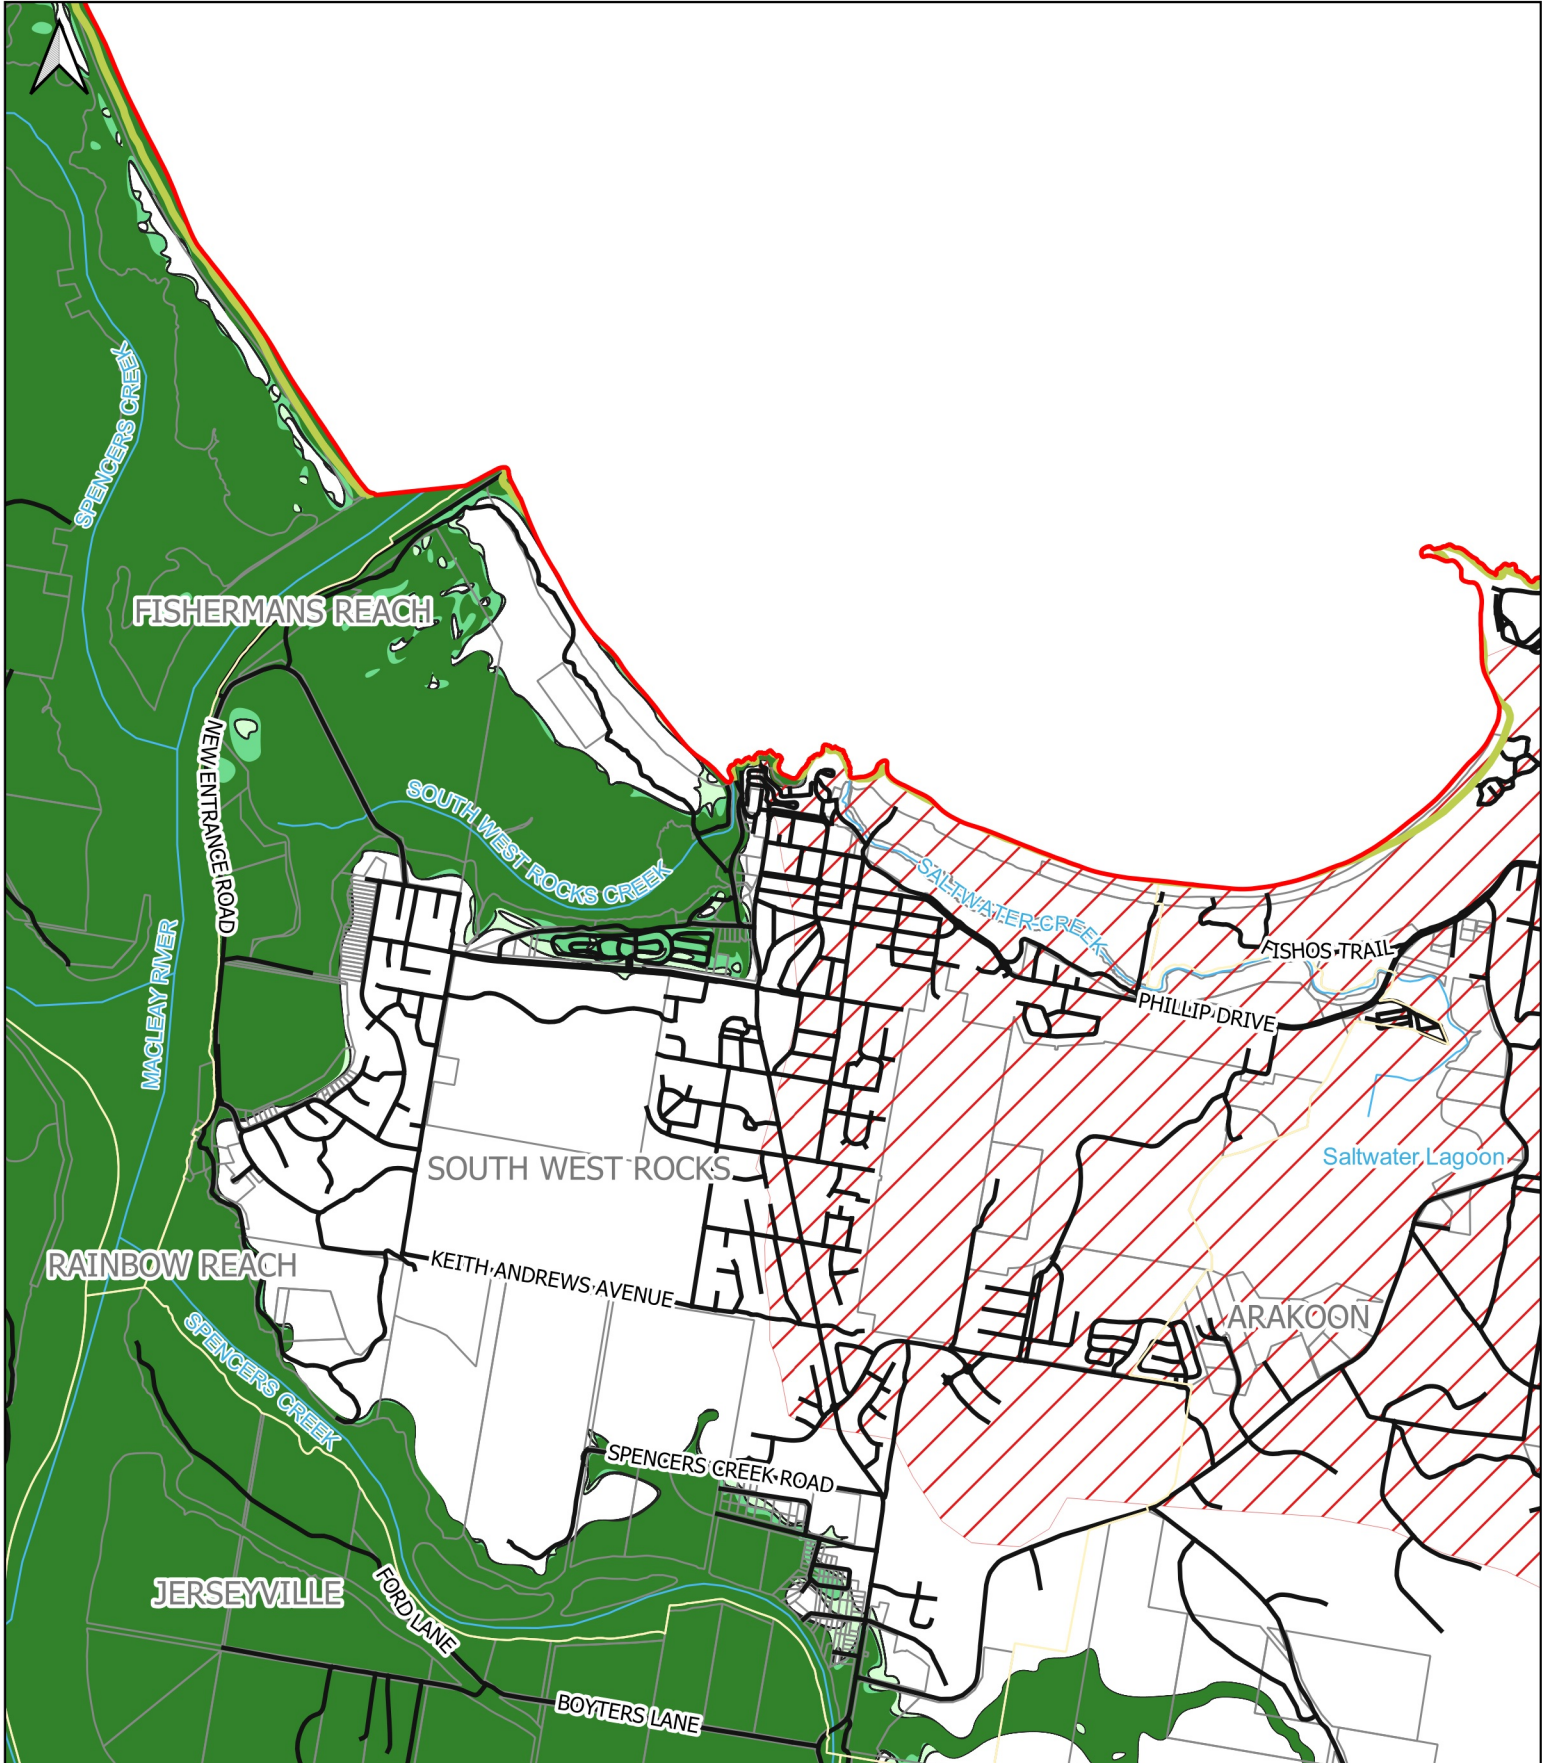 SPENCERS CREEK
FISHERMANS REACH
NEW ENTRANCE ROAD
SOUTH WEST ROCKS CREEK
SALTWATER CREEK
FISHOS TRAIL
MACLEAY RIVER
PHILLIP DRIVE
SOUTH WEST ROCKS
Saltwater Lagoon
RAINBOW REACH
KEITH ANDREWS AVENUE
ARAKOON
SPENCERS CREEK
SPENCERS CREEK ROAD
JERSEYVILLE
FORD LANE
BOYTERS LANE